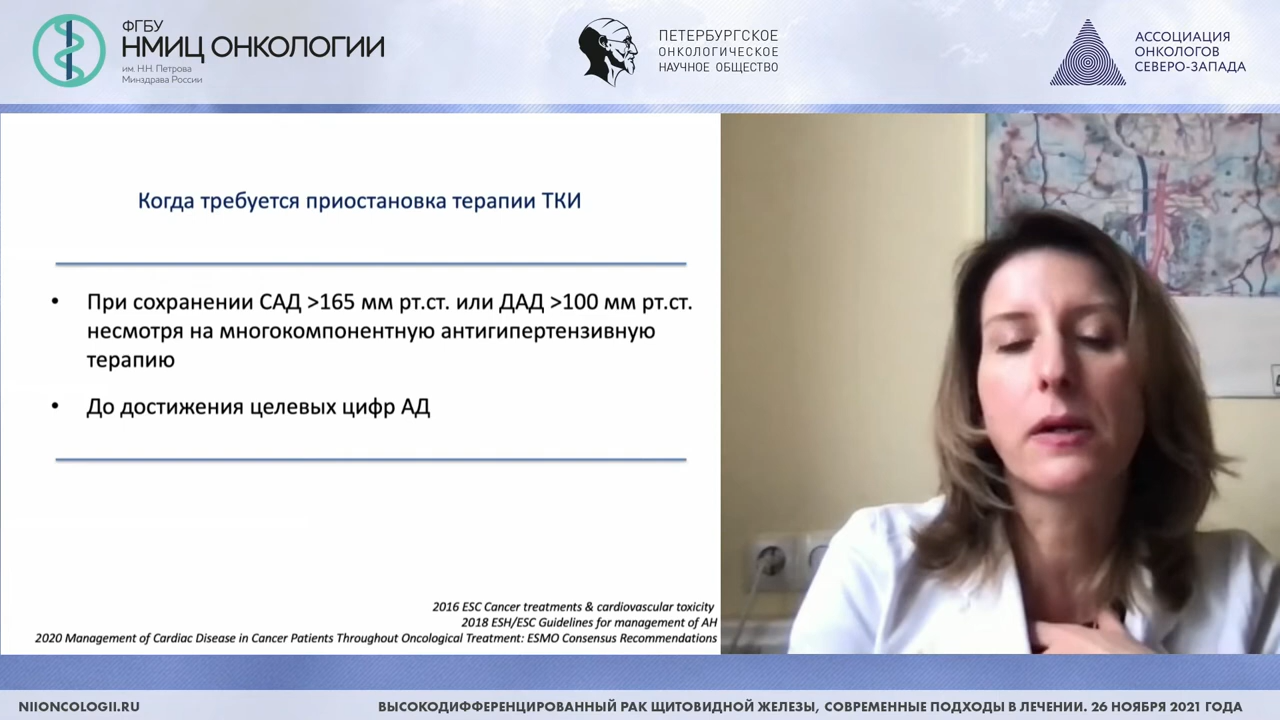 ФГБУ
НМИЦ ОНКОЛОГИИ
им. Н.Н. Петрова
Минздрава России
ПЕТЕРБУРГСКОЕ
ОНКОЛОГИЧЕСКОЕ
НАУЧНОЕ ОБЩЕСТВО
АССОЦИАЦИЯ
ОНКОЛОГОВ
СЕВЕРО-ЗАПАДА
Когда требуется приостановка терапии ТКИ
• При сохранении САД >165 мм рт.ст. или ДАД >100 мм рт.ст.
несмотря на многокомпонентную антигипертензивную
терапию
• До достижения целевых цифр АД
2016 ESC Cancer treatments & cardiovascular toxicity
2018 ESH/ESC Guidelines for management of AH
2020 Management of Cardiac Disease in Cancer Patients Throughout Oncological Treatment: ESMO Consensus Recommendations
NIIONCOLOGII.RU
ВЫСОКОДИФФЕРЕНЦИРОВАННЫЙ РАК ЩИТОВИДНОЙ ЖЕЛЕЗЫ, СОВРЕМЕННЫЕ ПОДХОДЫ В ЛЕЧЕНИИ. 26 НОЯБРЯ 2021 ГОДА